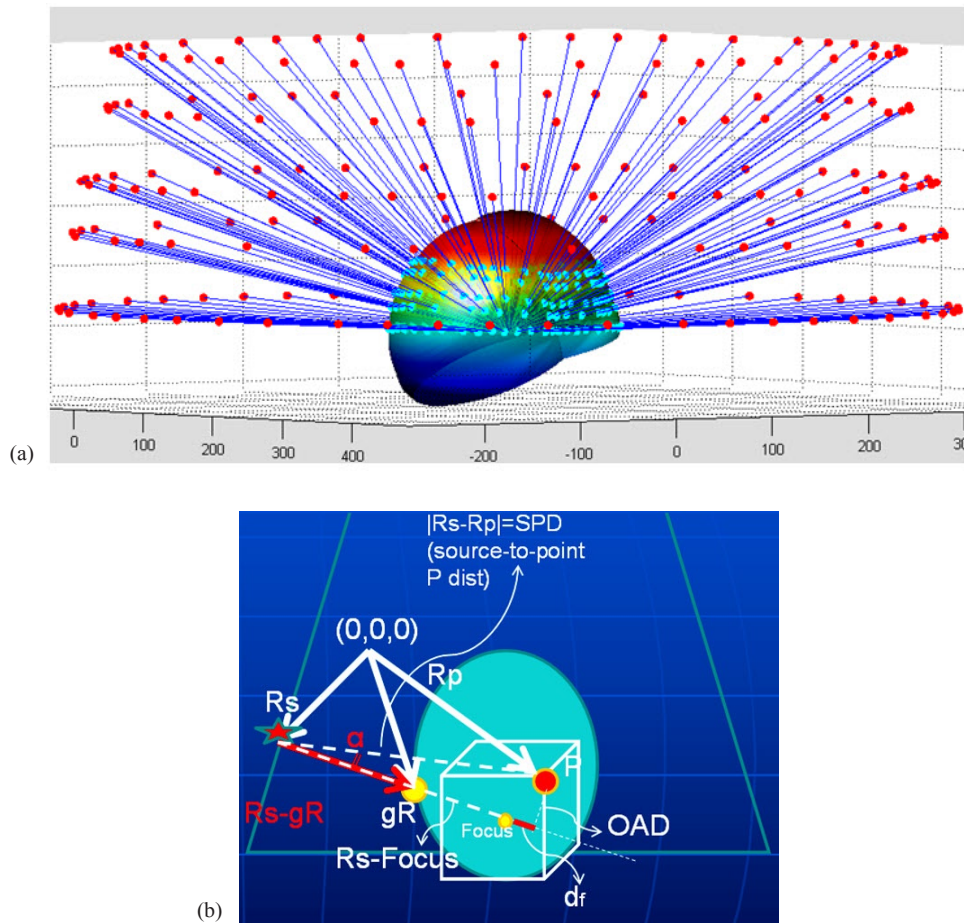 (a)
0 100 200 300 400 -200 -100 0 100 200 300
|Rs-Rp|=SPD
(source-to-point
P dist)
(0,0,0)
Rp
Rs
α
P
Rs-gR
gR
Focus
OAD
Rs-Focus
df
(b)